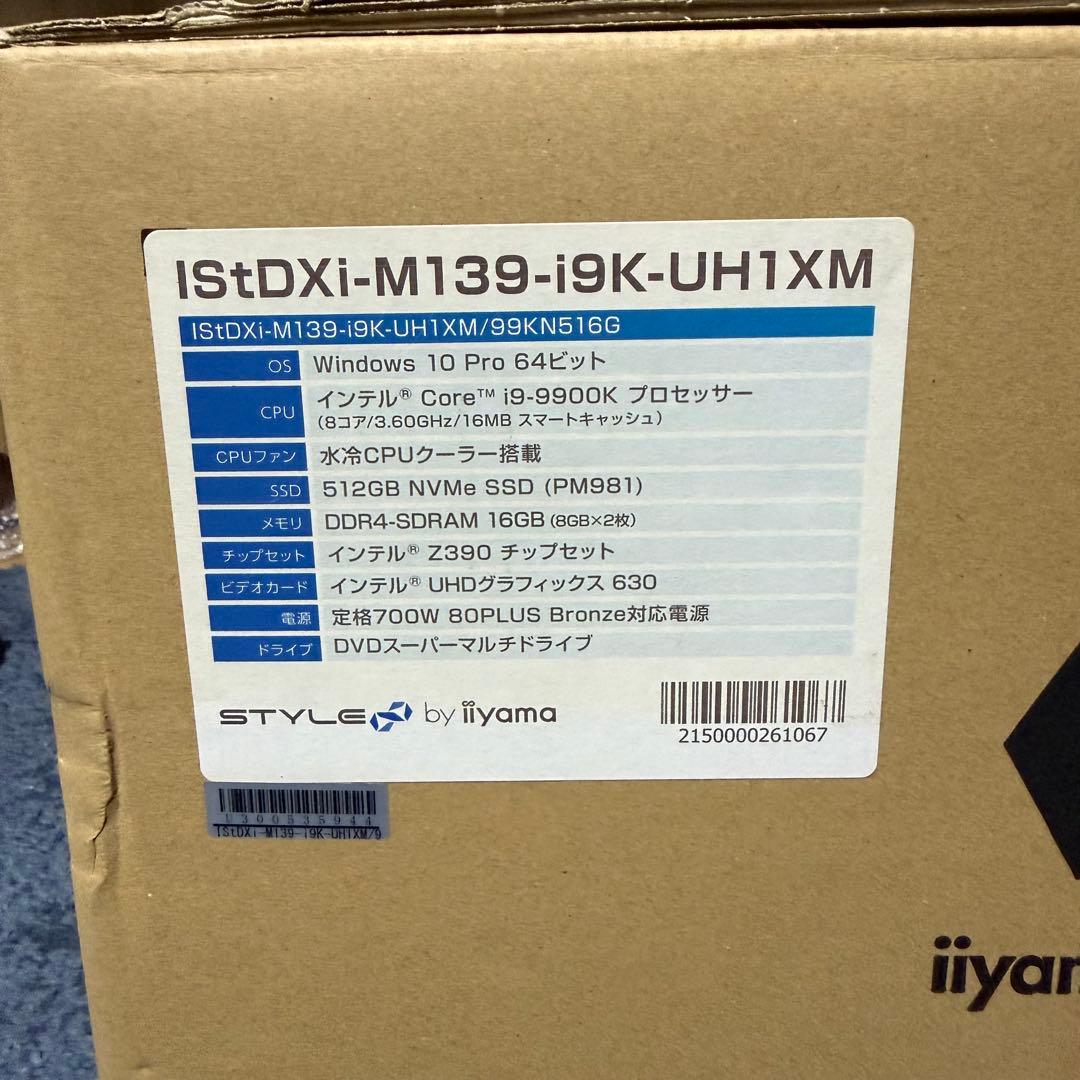 IStDXi-M139-i9K-UH1XM
IStDXi-M139-i9K-UH1XM/99KN516G
OS Windows 10 Pro 64ビット
CPU インテル® Core™ i9-9900K プロセッサー
(8コア/3.60GHz/16MB スマートキャッシュ)
CPUファン 水冷CPUクーラー搭載
SSD 512GB NVMe SSD (PM981)
メモリ DDR4-SDRAM 16GB (8GB×2枚)
チップセット インテル® Z390 チップセット
ビデオカード インテル® UHDグラフィックス 630
電源 定格700W 80PLUS Bronze対応電源
ドライブ DVDスーパーマルチドライブ
STYLE by iiyama
2150000261067
IStDXi-M139-i9K-UH1XM/9
iiyam